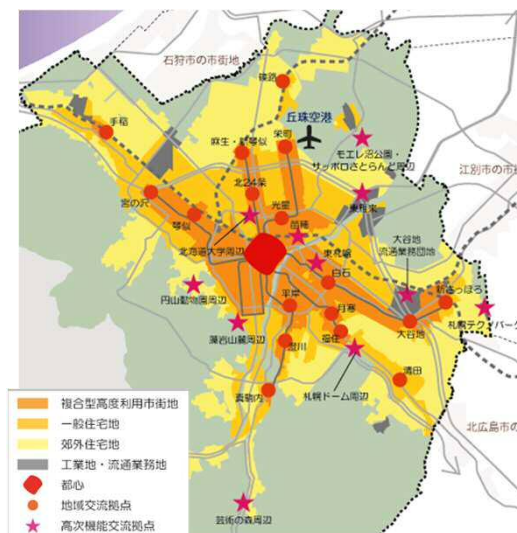 石狩市の市街地
篠路
丘珠空港
手稲
麻生・新琴似
栄町
モエレ沼公園・
サッポロさとらんど周辺
江別市の市街
北24条
宮の沢
光星
苗穂
東雁来
琴似
北海道大学周辺
東札幌
大谷地
流通業務団地
白石
新さっぽろ
円山動物園周辺
平岸
月寒
札幌テクノパーク
藻岩山麓周辺
福住
大谷地
澄川
清田
真駒内
札幌ドーム周辺
北広島市の
複合型高度利用市街地
一般住宅地
郊外住宅地
工業地・流通業務地
都心
地域交流拠点
高次機能交流拠点
芸術の森周辺